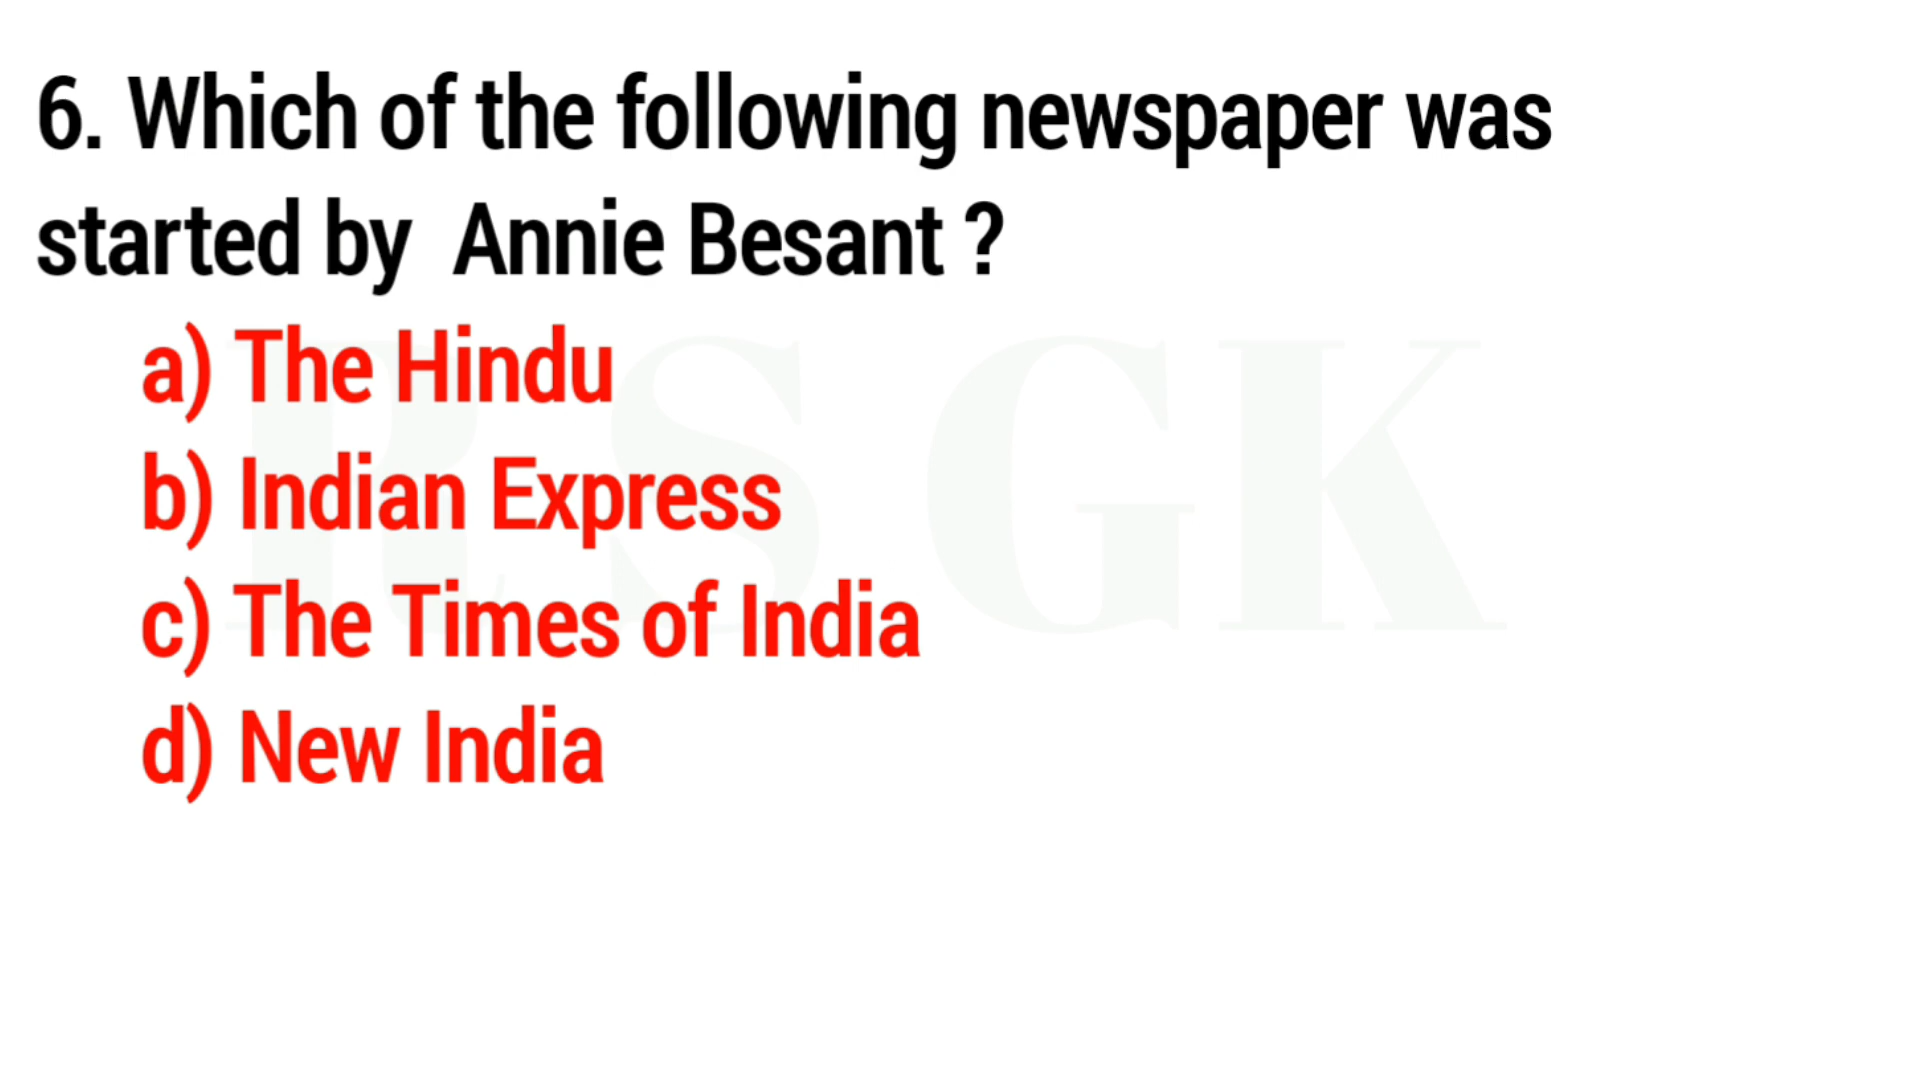 6. Which of the following newspaper was
started by  Annie Besant ?
a) The Hindu
b) Indian Express
c) The Times of India
d) New India
R S GK